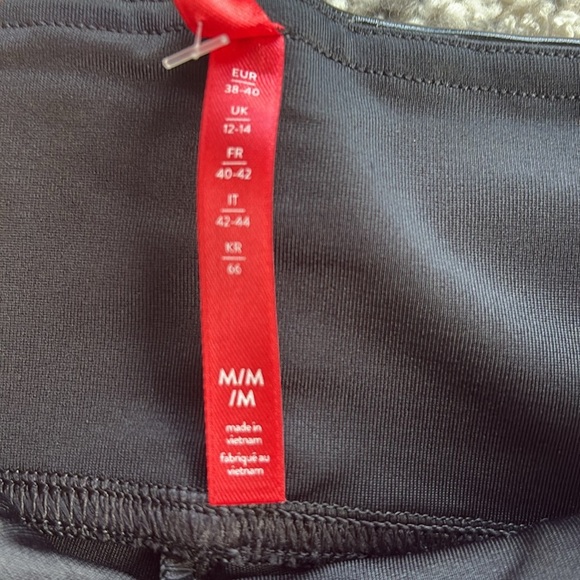 EUR
38-40
UK
12-14
FR
40-42
IT
42-44
KR
66
M/M
/M
made in
vietnam
fabriqué au
vietnam